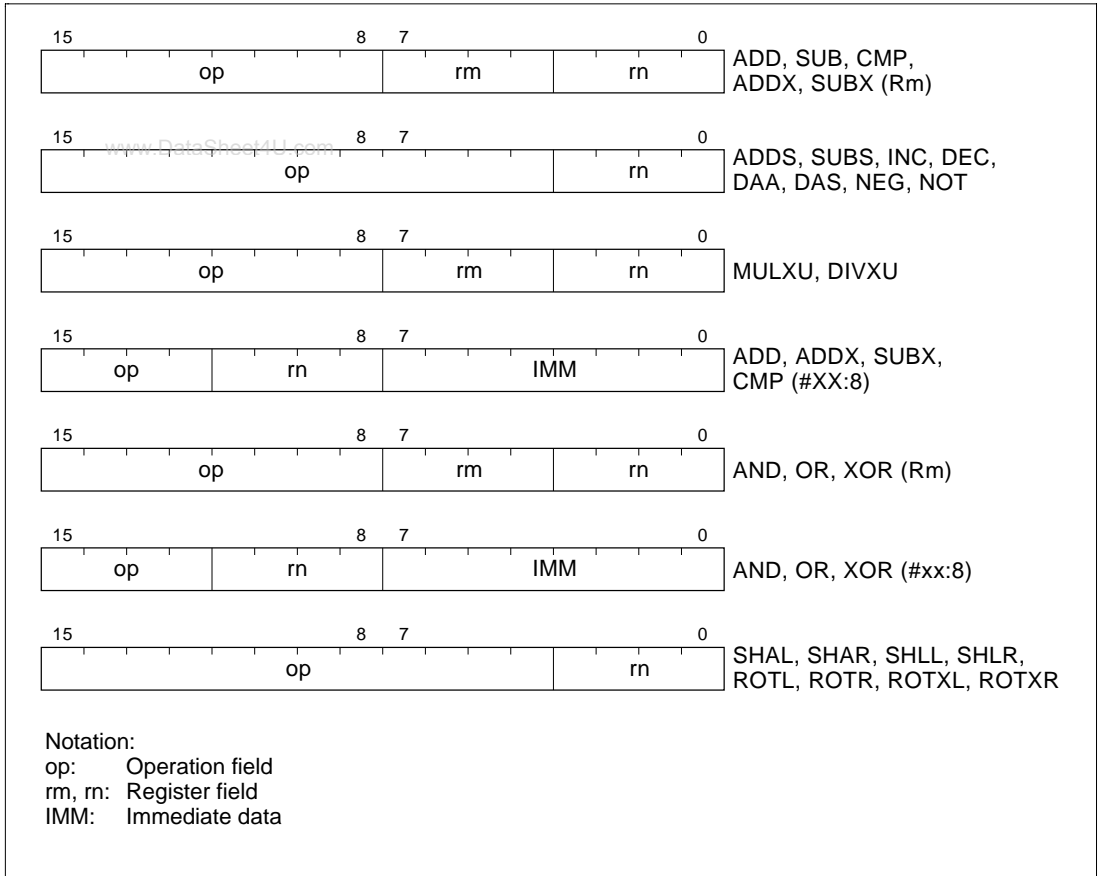 15 8 7 0
op rm rn
ADD, SUB, CMP,
ADDX, SUBX (Rm)
www.DataSheet4U.com
15 8 7 0
op rn
ADDS, SUBS, INC, DEC,
DAA, DAS, NEG, NOT
15 8 7 0
op rm rn
MULXU, DIVXU
15 8 7 0
op rn IMM
ADD, ADDX, SUBX,
CMP (#XX:8)
15 8 7 0
op rm rn
AND, OR, XOR (Rm)
15 8 7 0
op rn IMM
AND, OR, XOR (#xx:8)
15 8 7 0
op rn
SHAL, SHAR, SHLL, SHLR,
ROTL, ROTR, ROTXL, ROTXR
Notation:
op: Operation field
rm, rn: Register field
IMM: Immediate data